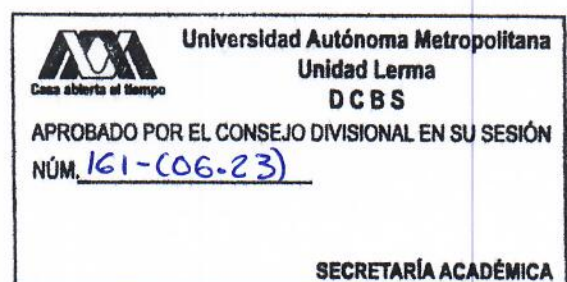 Universidad Autónoma Metropolitana
Unidad Lerma
Casa abierta al tiempo
D C B S
APROBADO POR EL CONSEJO DIVISIONAL EN SU SESIÓN
NÚM. 161-(06.23)
SECRETARÍA ACADÉMICA